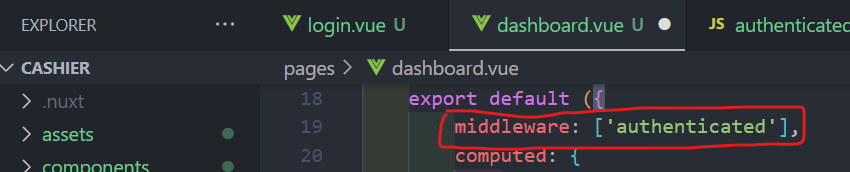 EXPLORER
login.vue U
dashboard.vue U
JS authenticated
CASHIER
pages > dashboard.vue
.nuxt
18 export default ({
assets
19 middleware: ['authenticated'],
components
20 computed: {